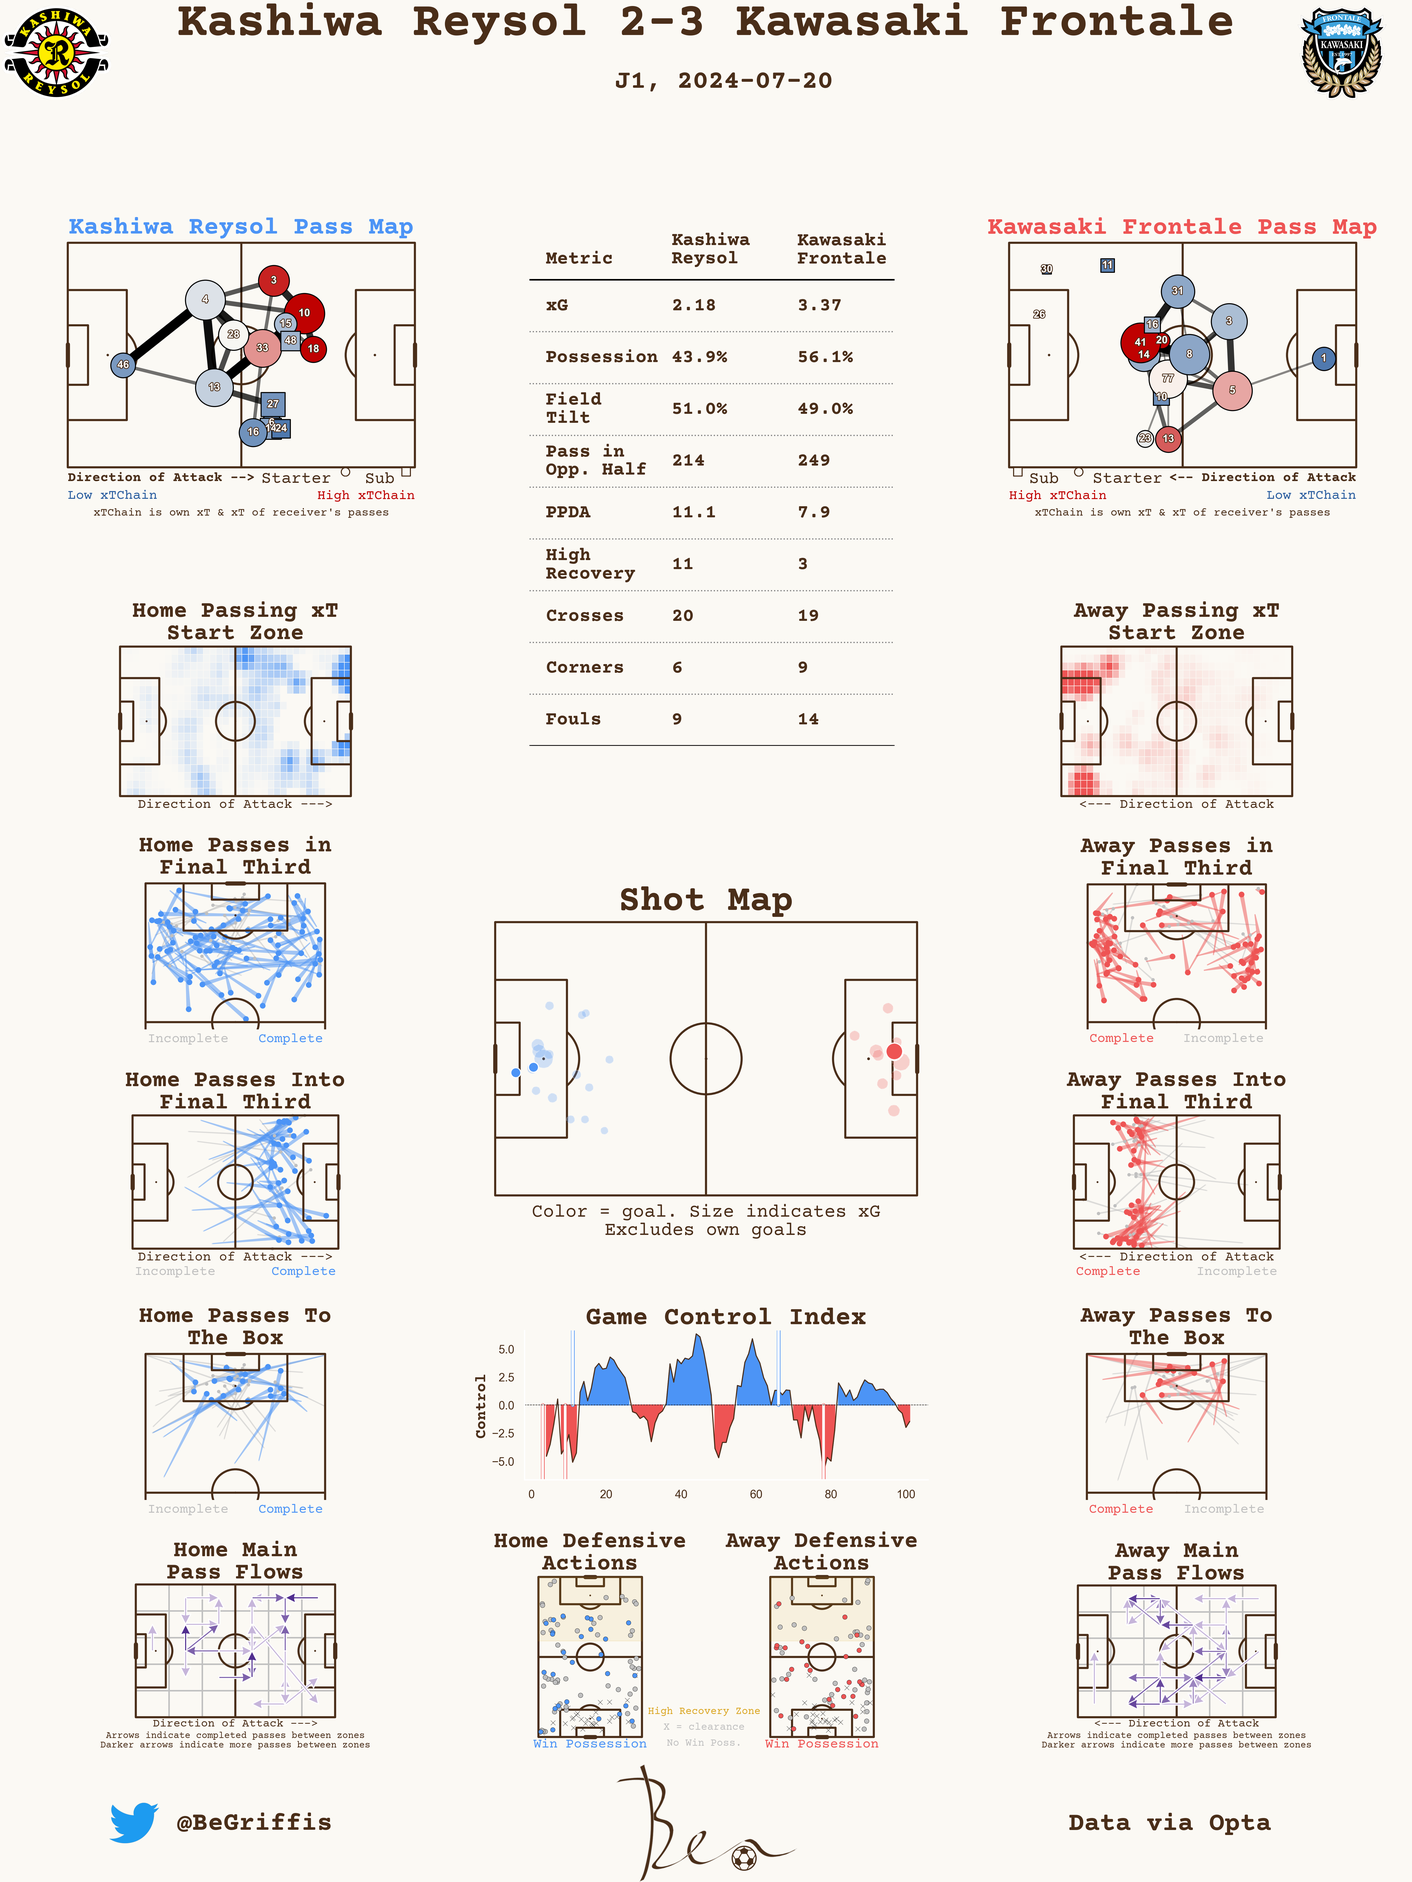 Kashiwa Reysol 2-3 Kawasaki Frontale
J1, 2024-07-20
KASHIWA
R
REYSOL
FRONTALE
KAWASAKI
Kashiwa Reysol Pass Map
3
4
10
15
28
48
33
18
46
13
27
16
14
24
Direction of Attack --> Starter Sub
Low xTChain High xTChain
xTChain is own xT & xT of receiver's passes
Metric Kashiwa Reysol Kawasaki Frontale
xG 2.18 3.37
Possession 43.9% 56.1%
Field Tilt 51.0% 49.0%
Pass in Opp. Half 214 249
PPDA 11.1 7.9
High Recovery 11 3
Crosses 20 19
Corners 6 9
Fouls 9 14
Kawasaki Frontale Pass Map
30
11
31
26
16
3
41
20
14
8
1
77
5
10
23
13
Sub Starter <-- Direction of Attack
High xTChain Low xTChain
xTChain is own xT & xT of receiver's passes
Home Passing xT
Start Zone
Direction of Attack --->
Away Passing xT
Start Zone
<--- Direction of Attack
Home Passes in
Final Third
Incomplete Complete
Away Passes in
Final Third
Complete Incomplete
Shot Map
Color = goal. Size indicates xG
Excludes own goals
Home Passes Into
Final Third
Direction of Attack --->
Incomplete Complete
Away Passes Into
Final Third
<--- Direction of Attack
Complete Incomplete
Home Passes To
The Box
Incomplete Complete
Game Control Index
Control
5.0
2.5
0.0
−2.5
−5.0
0 20 40 60 80 100
Away Passes To
The Box
Complete Incomplete
Home Main
Pass Flows
Direction of Attack --->
Arrows indicate completed passes between zones
Darker arrows indicate more passes between zones
Home Defensive
Actions
Win Possession
High Recovery Zone
X = clearance
No Win Poss.
Away Defensive
Actions
Win Possession
Away Main
Pass Flows
<--- Direction of Attack
Arrows indicate completed passes between zones
Darker arrows indicate more passes between zones
@BeGriffis
Ben
Data via Opta